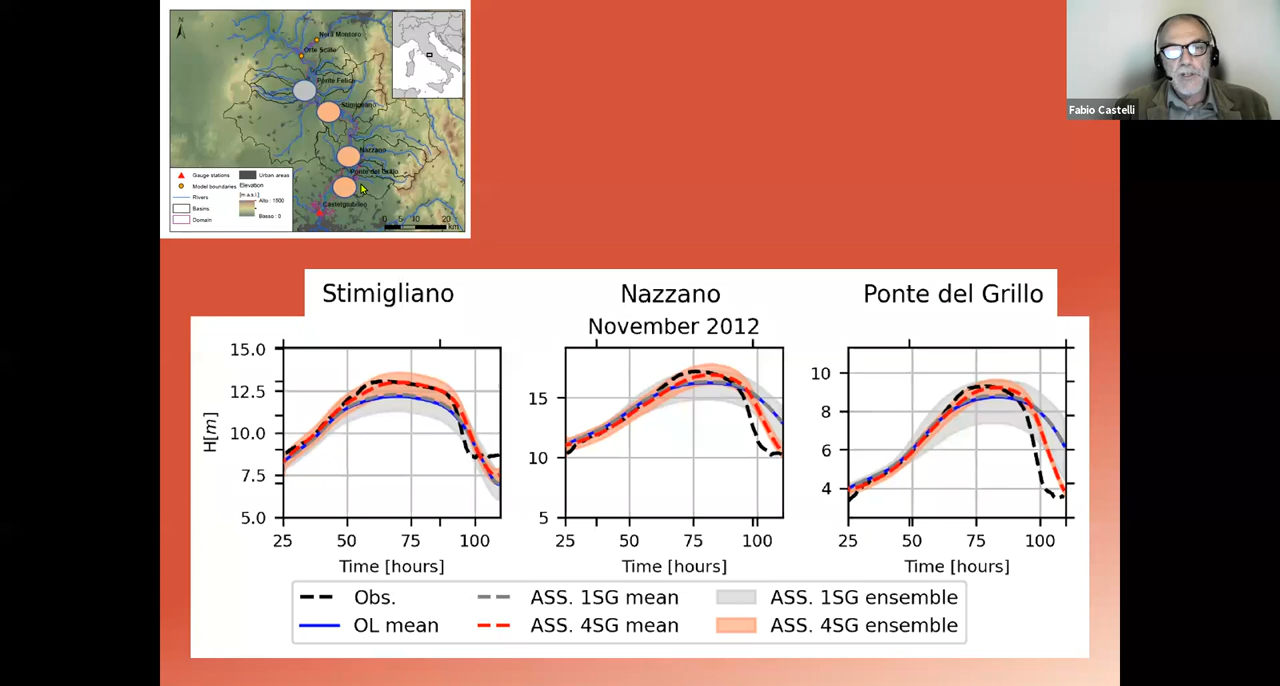 N
Nera Montoro
Orte Scalo
Ponte Felice
Stimigliano
Nazzano
Ponte del Grillo
Castelgiubileo
Gauge stations
Urban areas
Model boundaries
Elevation
[m a.s.l.]
Rivers
Alto : 1500
Basins
Basso : 0
Domain
0 5 10 20
km
Fabio Castelli
Stimigliano Nazzano Ponte del Grillo
November 2012
H[m]
15.0
12.5
10.0
7.5
5.0
25 50 75 100
Time [hours]
15
10
5
25 50 75 100
Time [hours]
10
8
6
4
25 50 75 100
Time [hours]
Obs. ASS. 1SG mean ASS. 1SG ensemble
OL mean ASS. 4SG mean ASS. 4SG ensemble